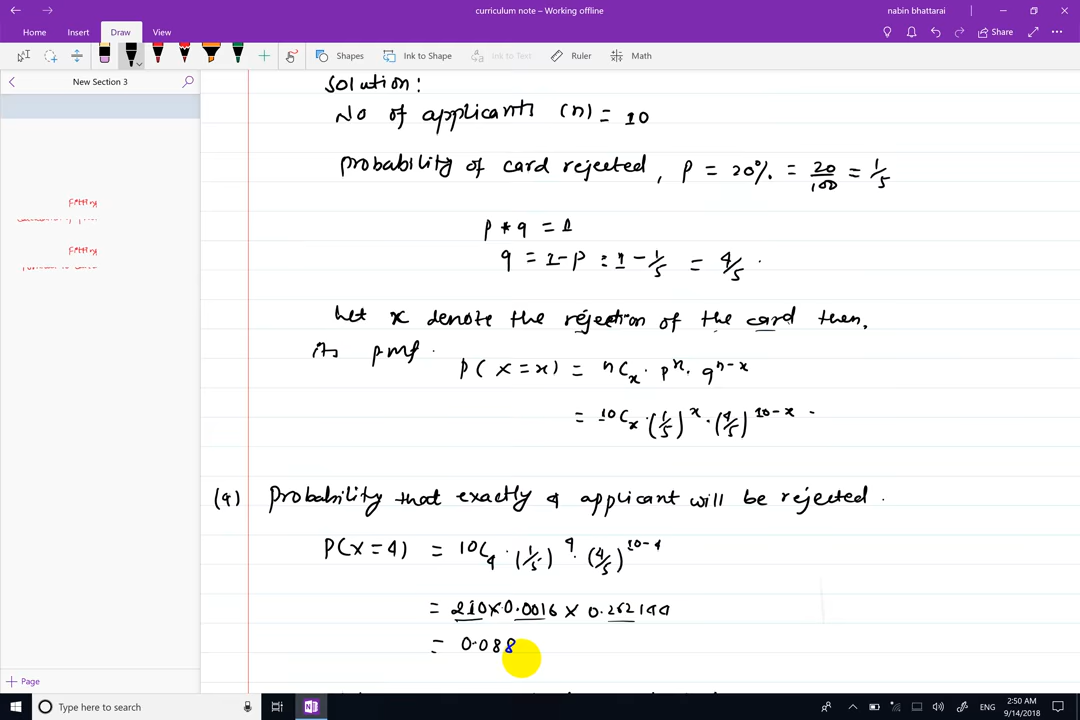 curriculum note – Working offline
nabin bhattarai
Home Insert Draw View
Share
Shapes Ink to Shape Ink to Text Ruler Math
New Section 3
Solution:
No of applicants (n) = 10
probability of card rejected, P = 20% = 20/100 = 1/5
P * q = 1
q = 1 - P = 1 - 1/5 = 4/5.
Let x denote the rejection of the card then,
its pmf.
P(X=x) = nCx · p^x · q^n-x
= 10Cx · (1/5)^x · (4/5)^10-x
(a) Probability that exactly 4 applicant will be rejected.
P(X=4) = 10C4 · (1/5)^4 · (4/5)^10-4
= 210 × 0.0016 × 0.262144
= 0.088
Page
Type here to search
ENG
2:50 AM
9/14/2018